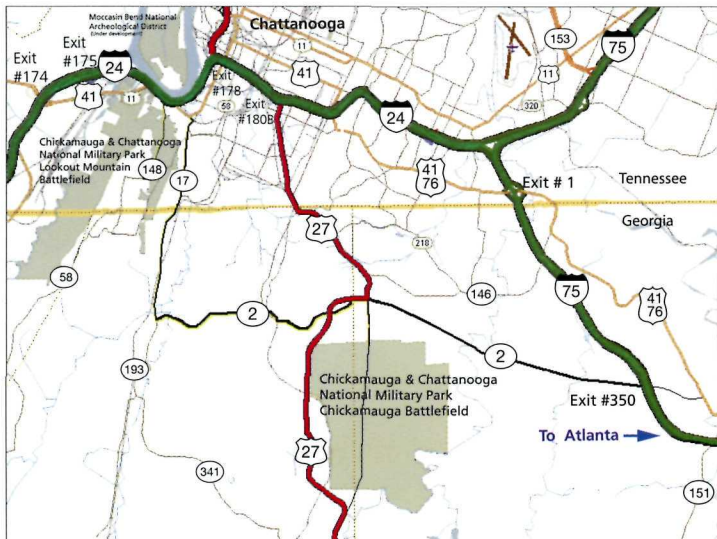 Moccasin Bend National
Archeological District
(Under development)
Chattanooga
Exit
#174
Exit
#175
24
41
11
11
41
153
75
11
320
Exit
#178
58
Exit
#180B
24
Chickamauga & Chattanooga
National Military Park
Lookout Mountain
Battlefield
148
17
41
76
Exit # 1
Tennessee
Georgia
27
218
58
146
75
41
76
2
193
2
Chickamauga & Chattanooga
National Military Park
Chickamauga Battlefield
Exit #350
To Atlanta
27
341
151